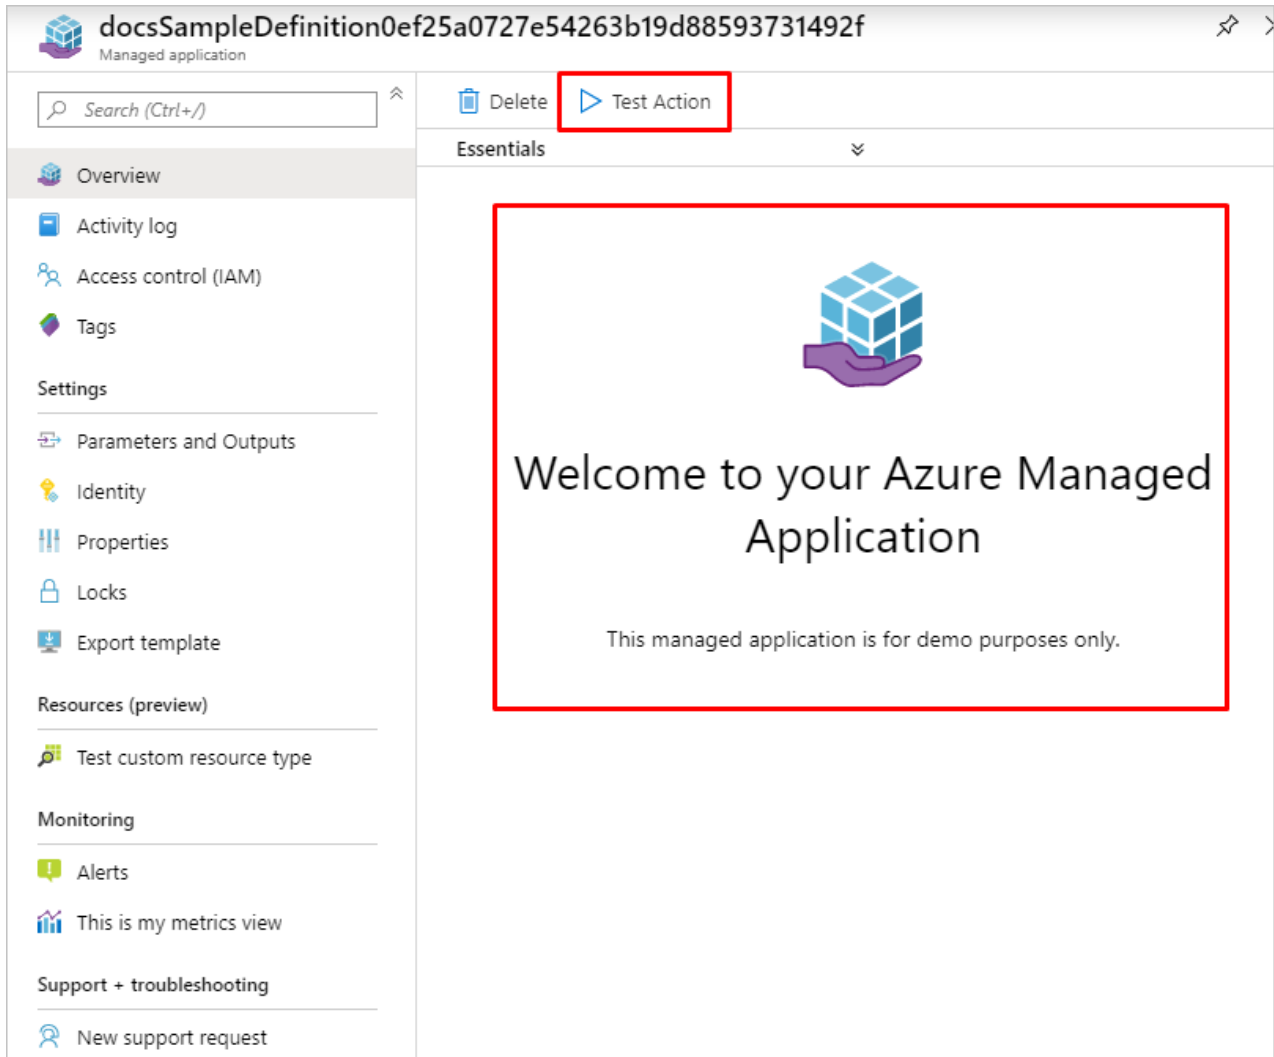 docsSampleDefinition0ef25a0727e54263b19d88593731492f
Managed application
Search (Ctrl+/)
Overview
Activity log
Access control (IAM)
Tags
Settings
Parameters and Outputs
Identity
Properties
Locks
Export template
Resources (preview)
Test custom resource type
Monitoring
Alerts
This is my metrics view
Support + troubleshooting
New support request
Delete
Test Action
Essentials
Welcome to your Azure Managed
Application
This managed application is for demo purposes only.